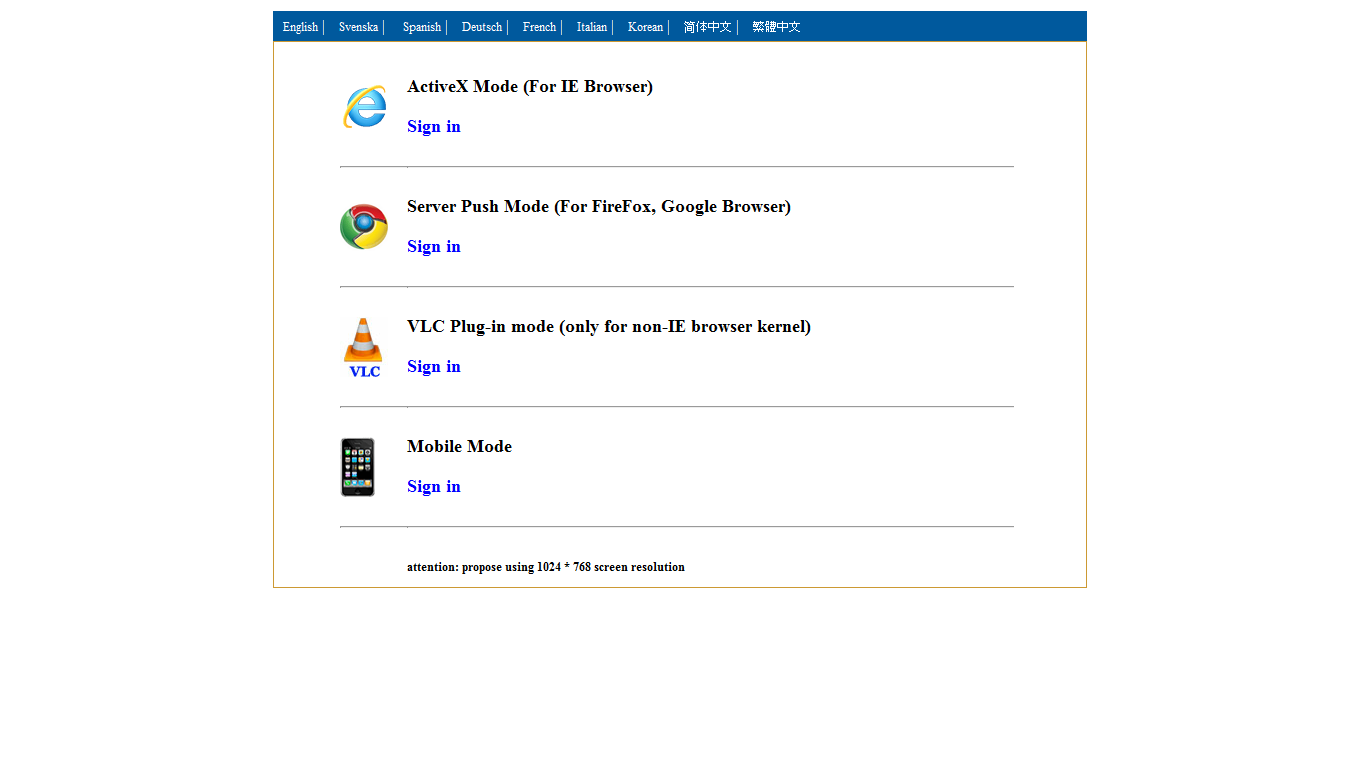 English | Svenska | Spanish | Deutsch | French | Italian | Korean | 简体中文 | 繁體中文
ActiveX Mode (For IE Browser)
Sign in
Server Push Mode (For FireFox, Google Browser)
Sign in
VLC Plug-in mode (only for non-IE browser kernel)
VLC
Sign in
Mobile Mode
Sign in
attention: propose using 1024 * 768 screen resolution